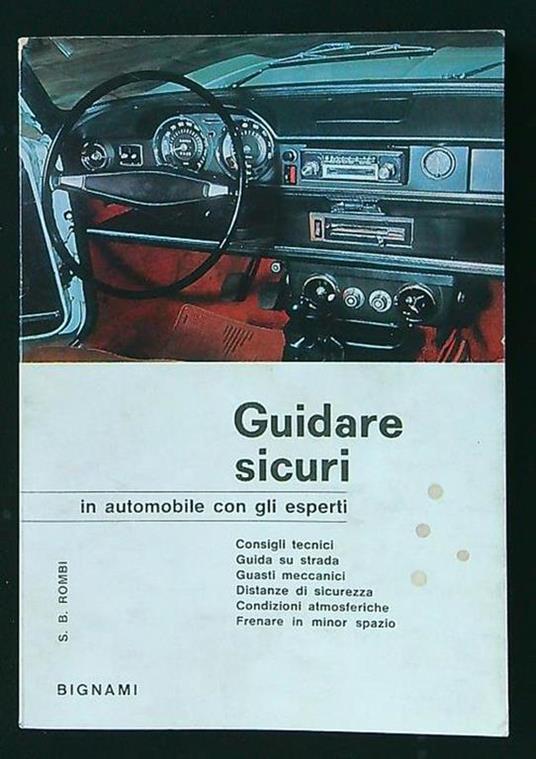 Guidare
sicuri
in automobile con gli esperti
Consigli tecnici
Guida su strada
Guasti meccanici
Distanze di sicurezza
Condizioni atmosferiche
Frenare in minor spazio
S. B. ROMBI
BIGNAMI